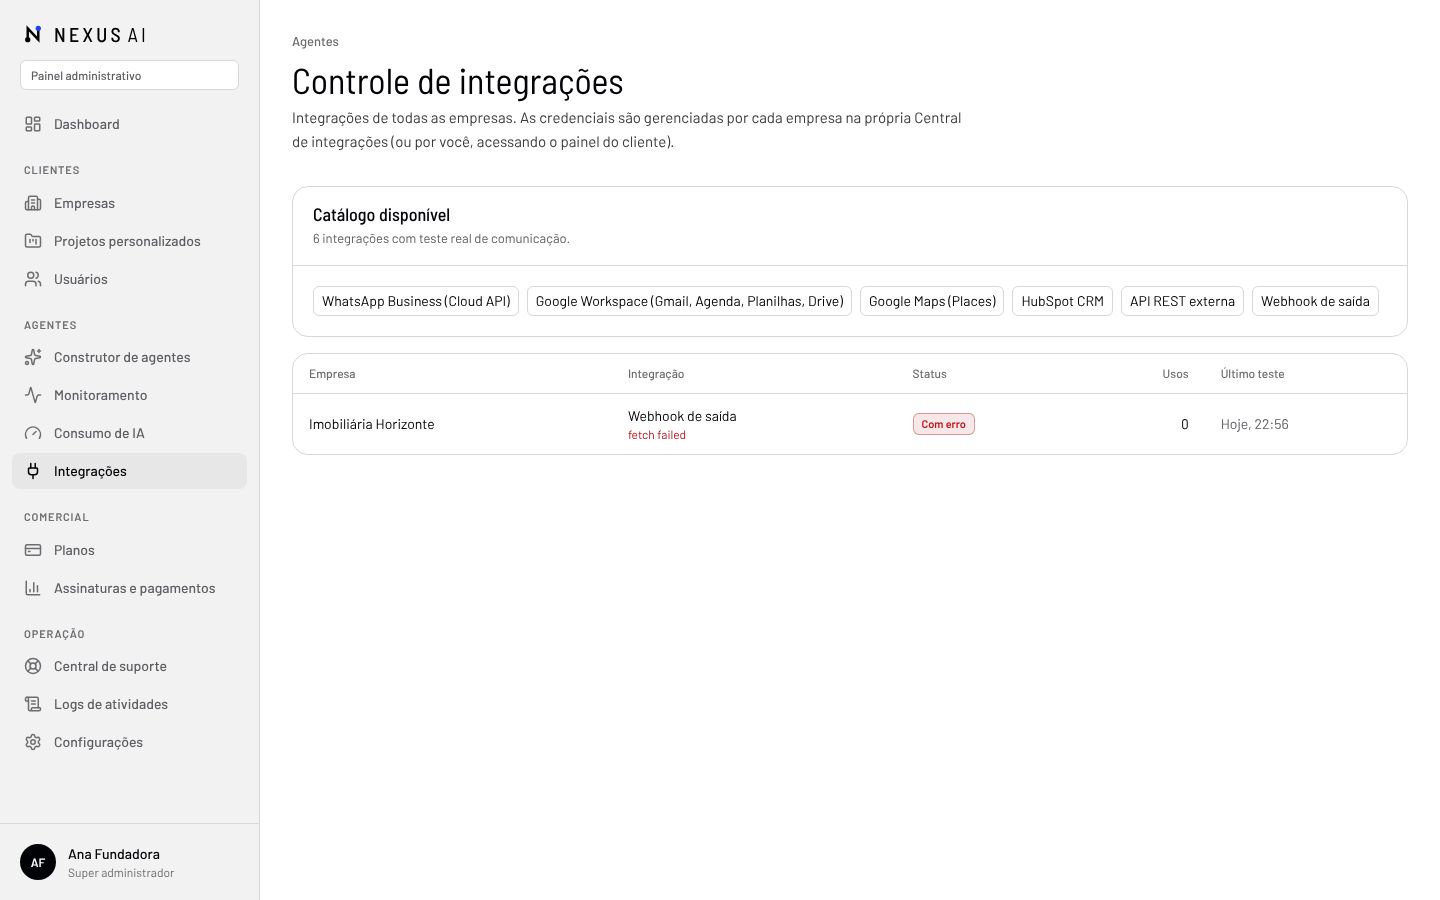 NEXUS AI
Painel administrativo
Dashboard
CLIENTES
Empresas
Projetos personalizados
Usuários
AGENTES
Construtor de agentes
Monitoramento
Consumo de IA
Integrações
COMERCIAL
Planos
Assinaturas e pagamentos
OPERAÇÃO
Central de suporte
Logs de atividades
Configurações
AF
Ana Fundadora
Super administrador
Agentes
Controle de integrações
Integrações de todas as empresas. As credenciais são gerenciadas por cada empresa na própria Central
de integrações (ou por você, acessando o painel do cliente).
Catálogo disponível
6 integrações com teste real de comunicação.
WhatsApp Business (Cloud API) Google Workspace (Gmail, Agenda, Planilhas, Drive) Google Maps (Places) HubSpot CRM API REST externa Webhook de saída
Empresa Integração Status Usos Último teste
Imobiliária Horizonte Webhook de saída Com erro 0 Hoje, 22:56
fetch failed